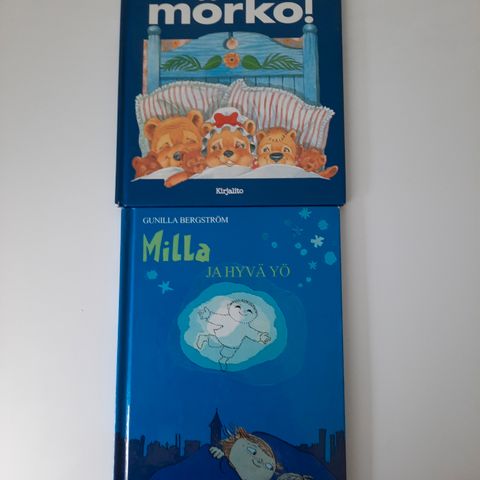 mörkö!
Kirjalito
GUNILLA BERGSTRÖM
Milla
JA HYVÄ YÖ